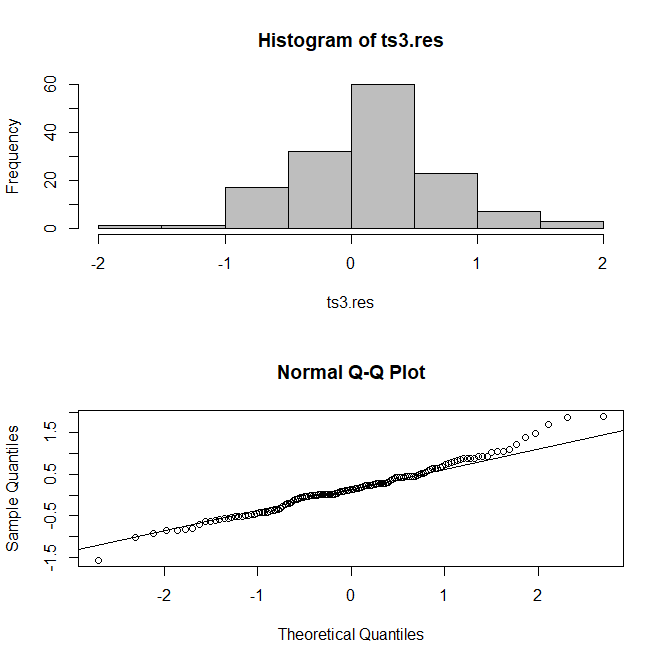 Histogram of ts3.res
Frequency
0 20 40 60
-2 -1 0 1 2
ts3.res
Normal Q-Q Plot
Sample Quantiles
-1.5 -0.5 0.5 1.5
-2 -1 0 1 2
Theoretical Quantiles